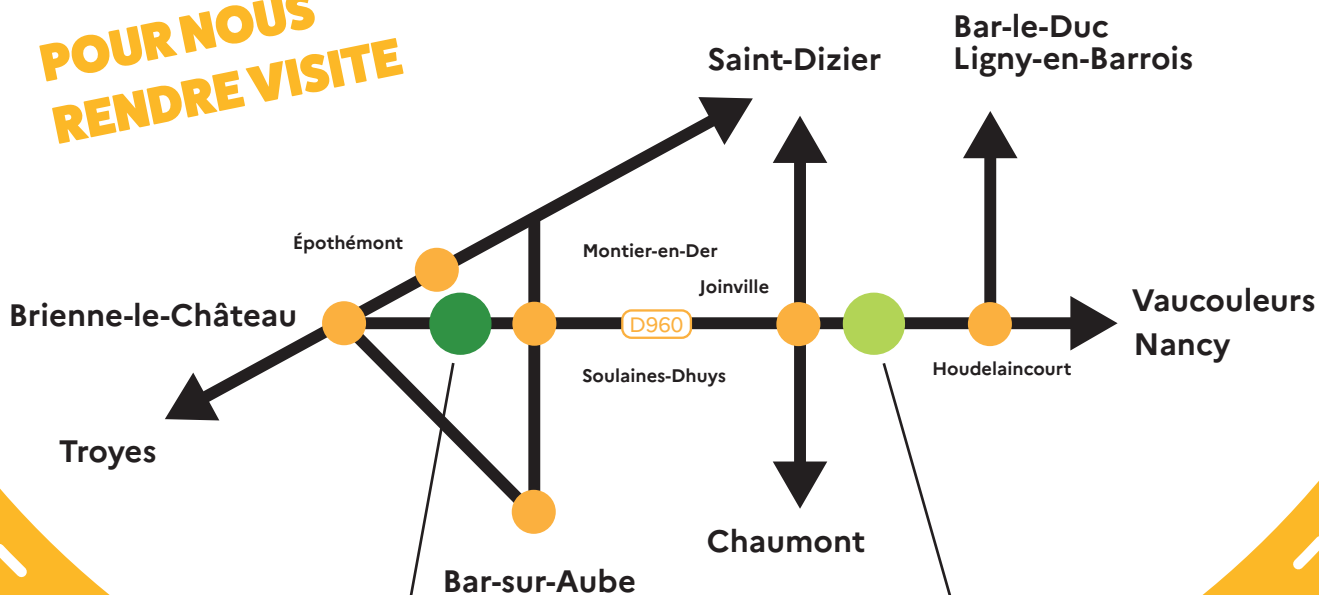 POUR NOUS
RENDRE VISITE
Bar-le-Duc
Ligny-en-Barrois
Saint-Dizier
Épothémont
Montier-en-Der
Joinville
Brienne-le-Château
D960
Vaucouleurs
Nancy
Soulaines-Dhuys
Houdelaincourt
Troyes
Chaumont
Bar-sur-Aube